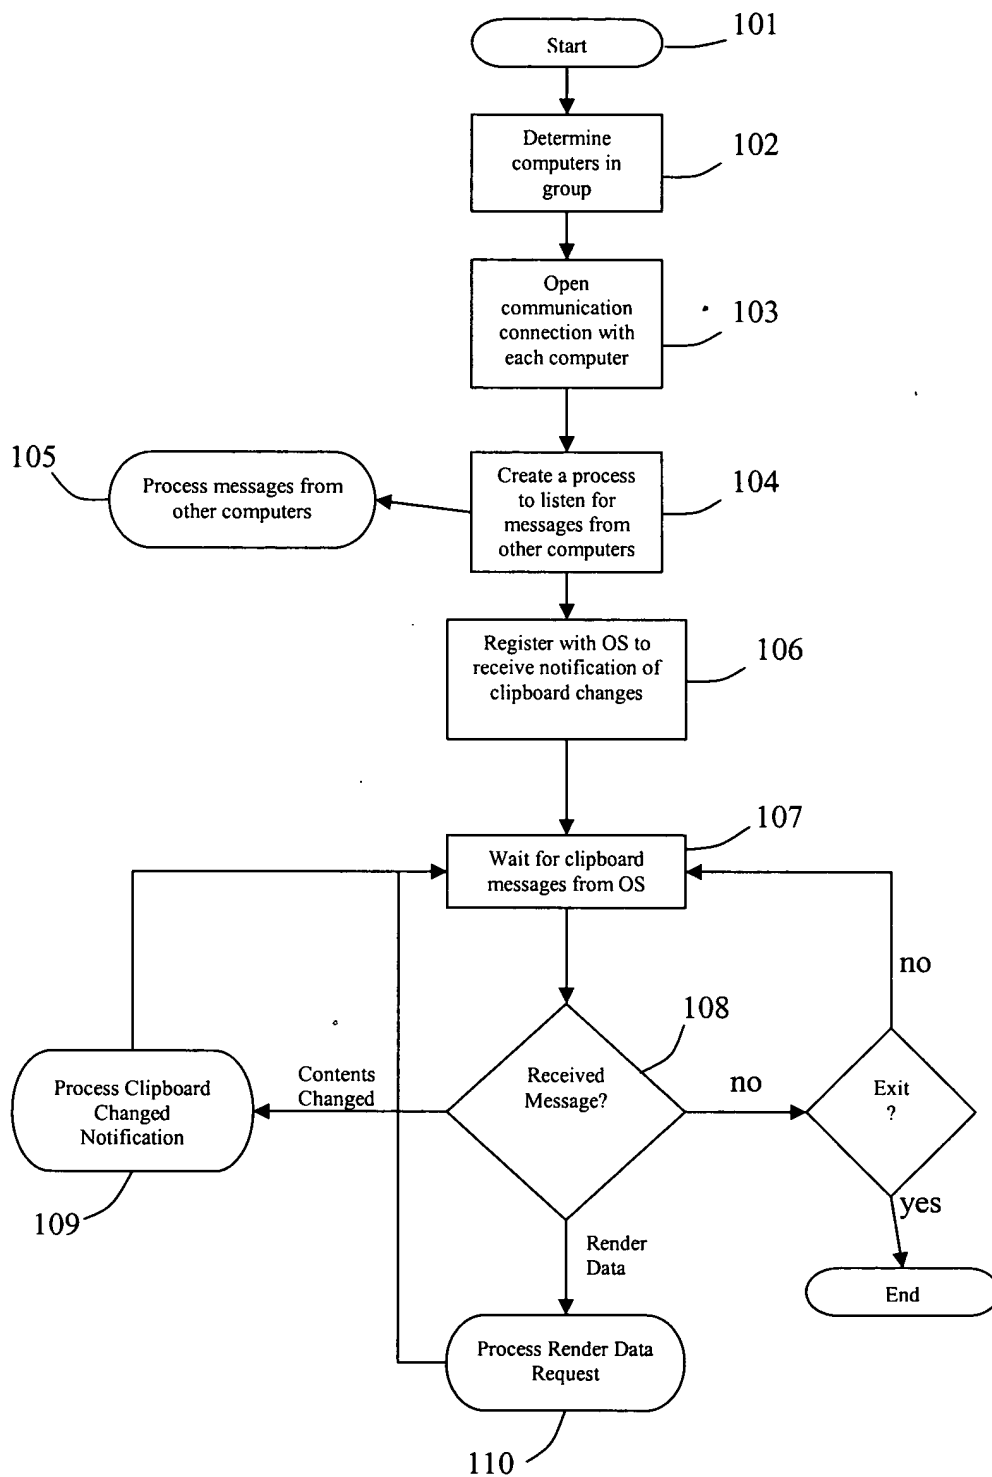 101
Start
Determine
computers in
group
102
Open
communication
connection with
each computer
103
105
Process messages from
other computers
Create a process
to listen for
messages from
other computers
104
Register with OS to
receive notification of
clipboard changes
106
107
Wait for clipboard
messages from OS
no
108
Process Clipboard
Changed
Notification
Contents
Changed
Received
Message?
no
Exit
?
109
yes
Render
Data
End
Process Render Data
Request
110